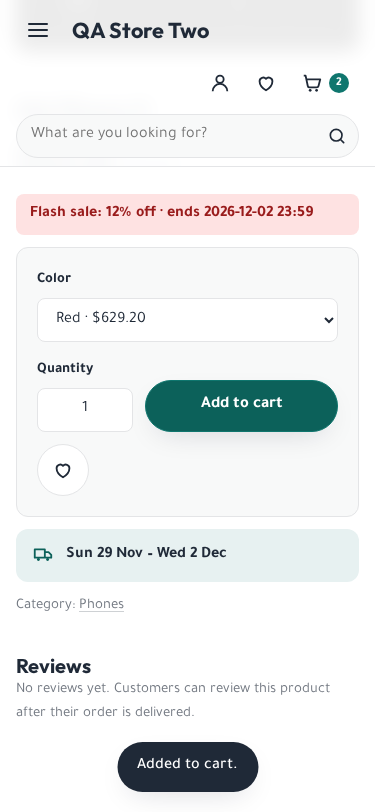 QA Store Two
2
What are you looking for?
Flash sale: 12% off · ends 2026-12-02 23:59
Color
Red · $629.20
Quantity
1
Add to cart
Sun 29 Nov – Wed 2 Dec
Category: Phones
Reviews
No reviews yet. Customers can review this product
after their order is delivered.
Added to cart.